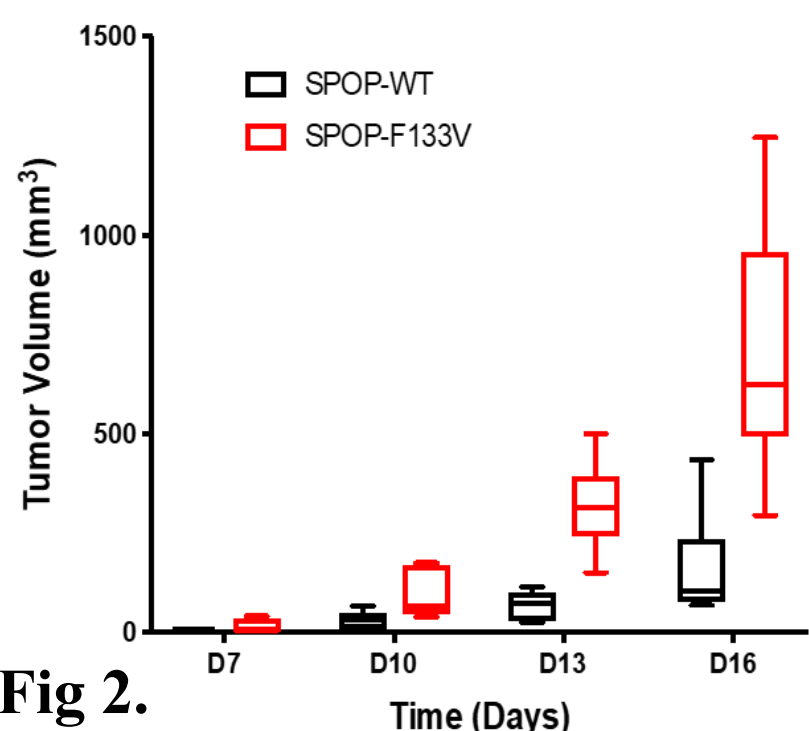 1500
SPOP-WT
SPOP-F133V
1000
Tumor Volume (mm³)
500
0
D7 D10 D13 D16
Fig 2.
Time (Days)